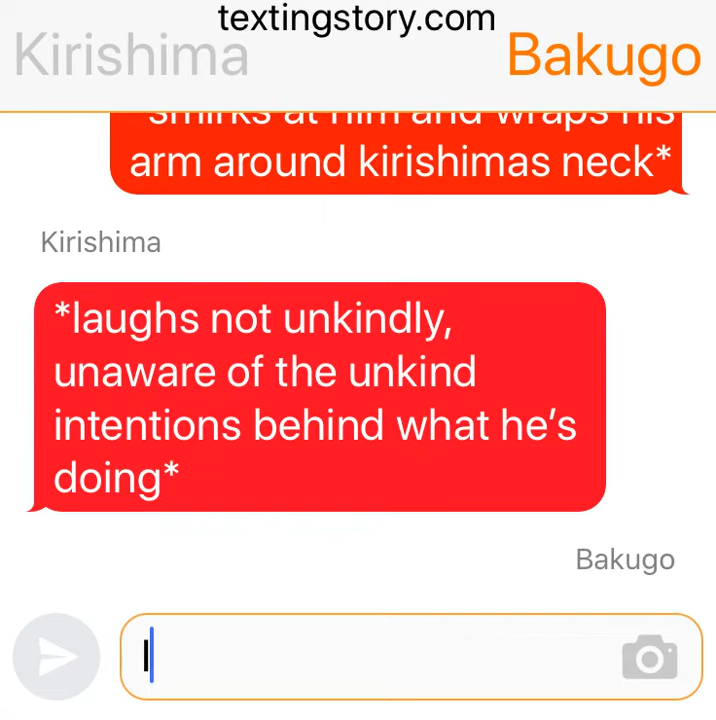 textingstory.com
Kirishima
Bakugo
smirks at him and wraps his
arm around kirishimas neck*
Kirishima
*laughs not unkindly,
unaware of the unkind
intentions behind what he's
doing*
Bakugo